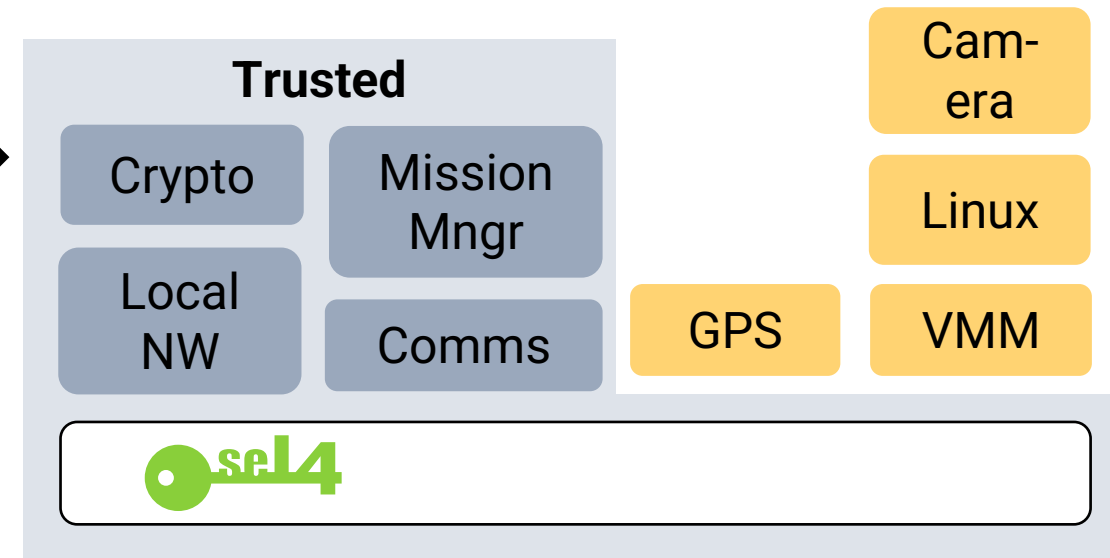 Trusted
Crypto
Mission
Mngr
Local
NW
Comms
GPS
Cam-
era
Linux
VMM
seL4